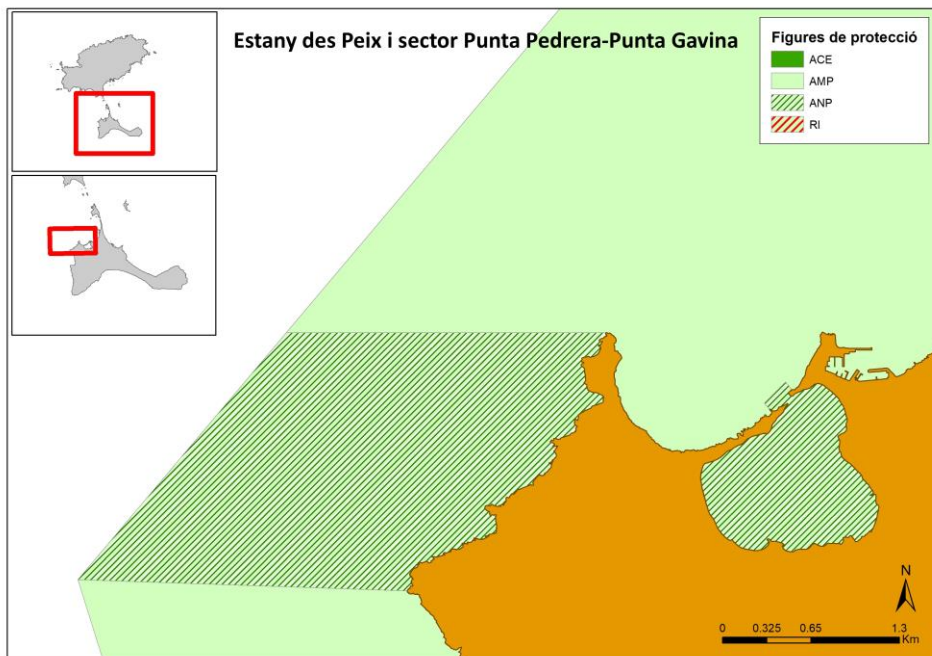 Estany des Peix i sector Punta Pedrera-Punta Gavina
Figures de protecció
ACE
AMP
ANP
RI
N
0 0.325 0.65 1.3
Km